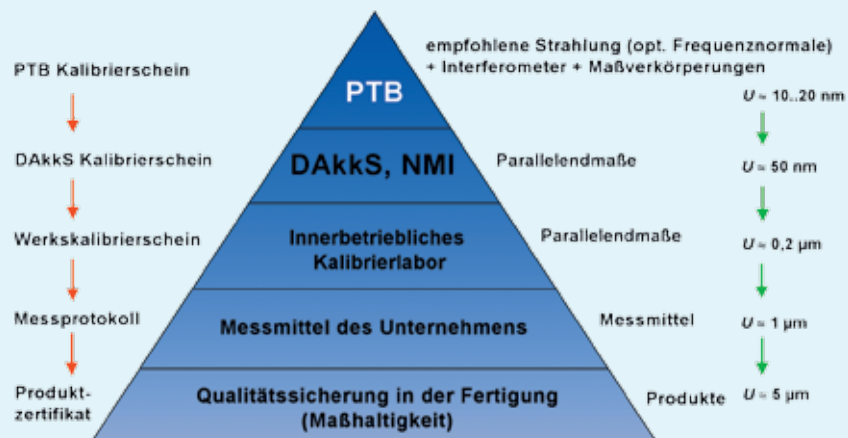 empfohlene Strahlung (opt. Frequenznormale)
+ Interferometer + Maßverkörperungen
PTB Kalibrierschein
PTB
U ≈ 10..20 nm
DAkkS Kalibrierschein
DAkkS, NMI
Parallelendmaße
U ≈ 50 nm
Werkskalibrierschein
Innerbetriebliches
Kalibrierlabor
Parallelendmaße
U ≈ 0,2 µm
Messprotokoll
Messmittel des Unternehmens
Messmittel
U ≈ 1 µm
Produkt-
zertifikat
Qualitätssicherung in der Fertigung
(Maßhaltigkeit)
Produkte
U ≈ 5 µm